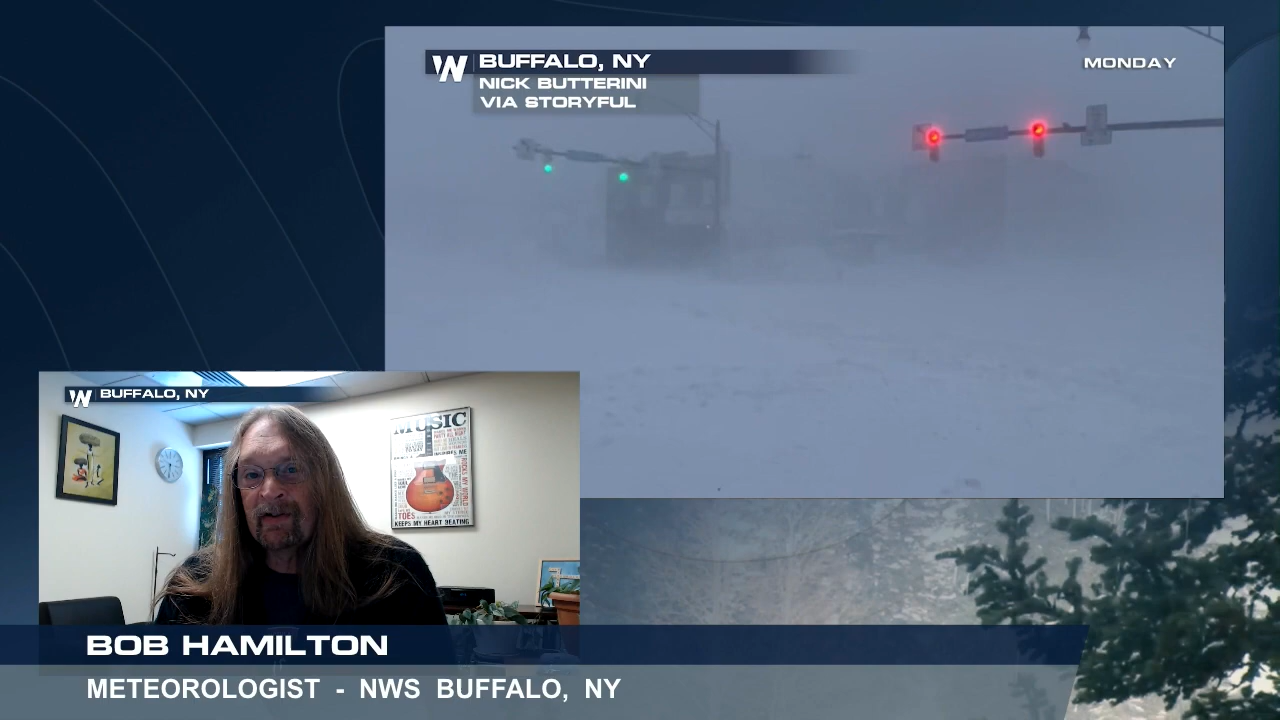 BUFFALO, NY
NICK BUTTERINI
VIA STORYFUL
MONDAY
W BUFFALO, NY
MUSIC
TOES
KEEPS MY HEART BEATING
BOB HAMILTON
METEOROLOGIST - NWS BUFFALO, NY